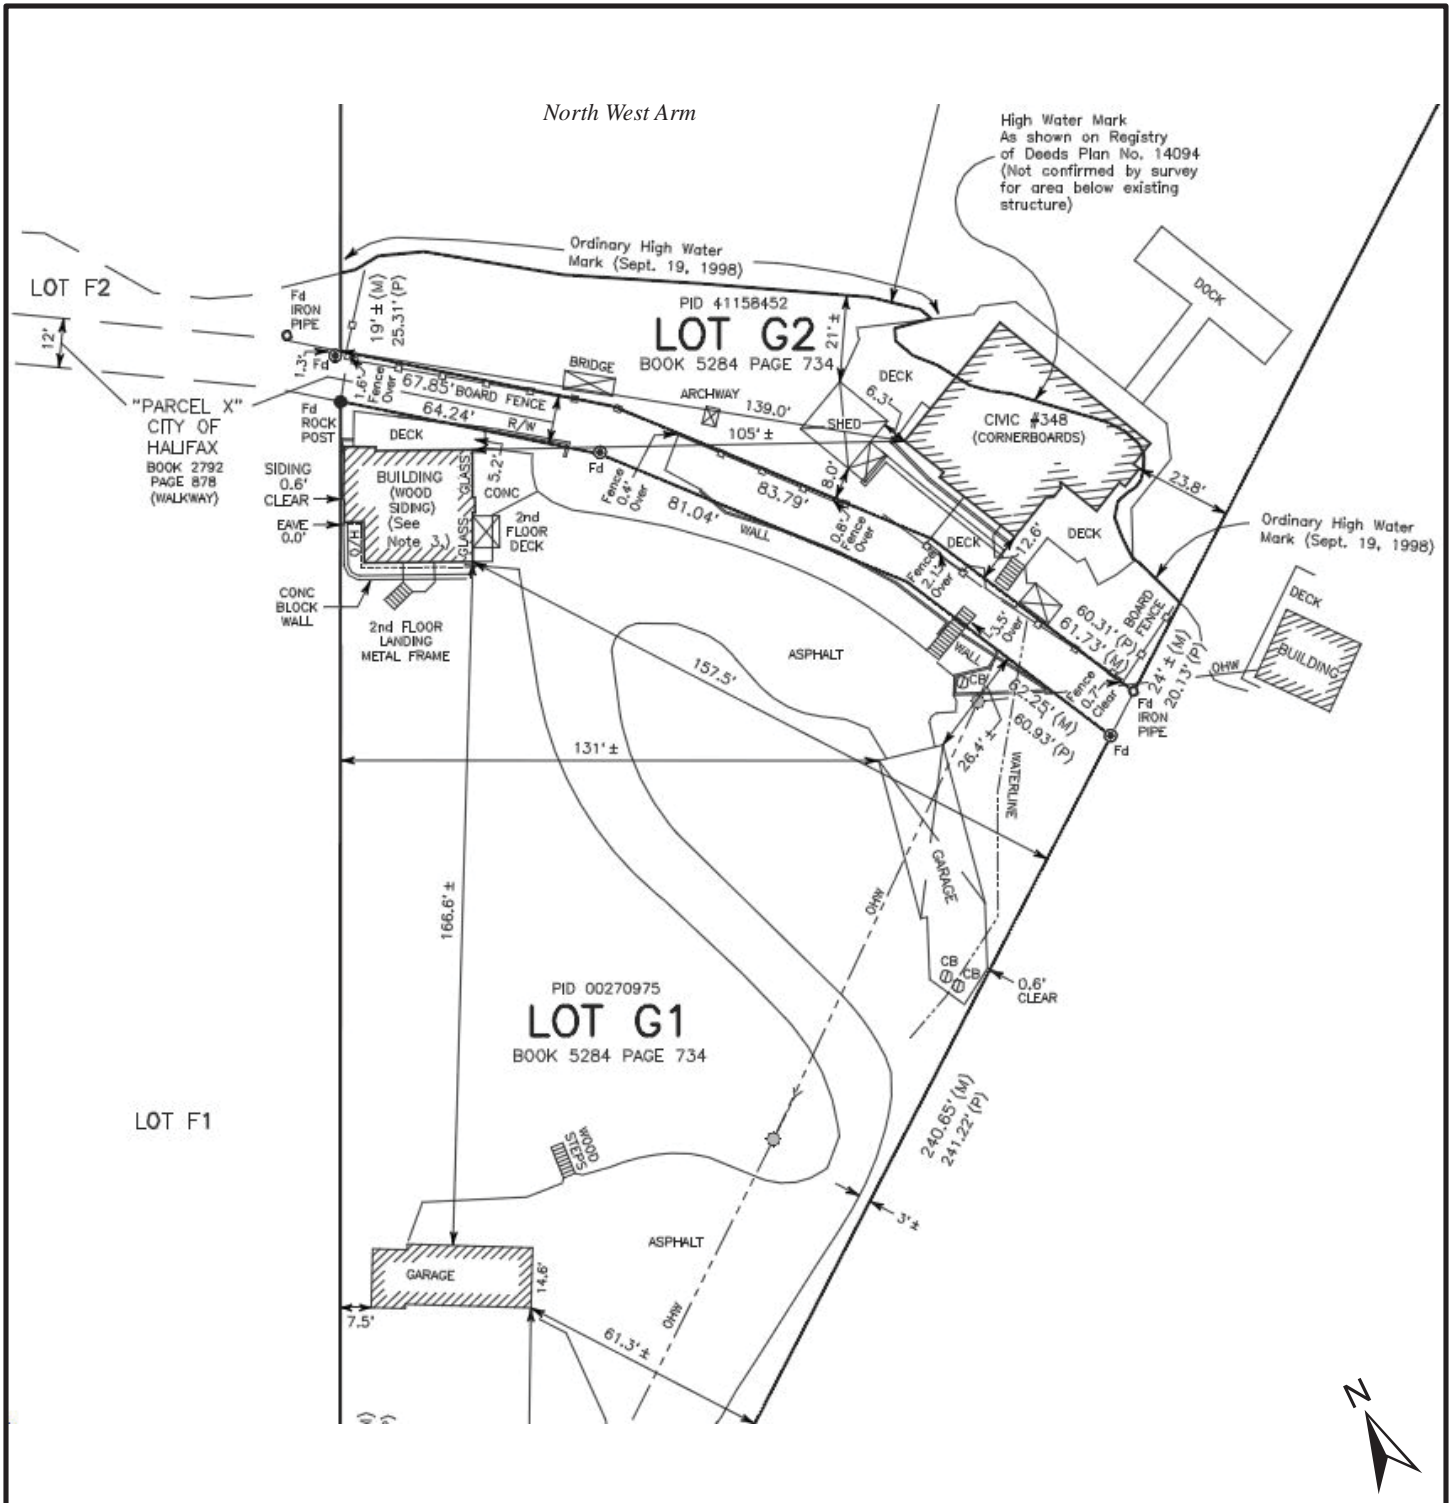 North West Arm
High Water Mark
As shown on Registry
of Deeds Plan No. 14094
(Not confirmed by survey
for area below existing
structure)
Ordinary High Water
Mark (Sept. 19, 1998)
LOT F2
12'
Fd
IRON
PIPE
19' ± (M)
25.31' (P)
PID 41158452
LOT G2
BOOK 5284 PAGE 734
21' ±
DOCK
1.3'
Fd
1.6'
Fence
Over
67.85'
BOARD FENCE
64.24'
R/W
BRIDGE
ARCHWAY
139.0'
105' ±
DECK
6.3'
SHED
CIVIC #348
(CORNERBOARDS)
"PARCEL X"
CITY OF
HALIFAX
BOOK 2792
PAGE 878
(WALKWAY)
Fd
ROCK
POST
DECK
SIDING
0.6'
CLEAR
EAVE
0.0'
BUILDING
(WOOD
SIDING)
(See
Note 3.)
GLASS
GLASS
5.2'
CONC
2nd
FLOOR
DECK
O/H
CONC
BLOCK
WALL
2nd FLOOR
LANDING
METAL FRAME
Fd
Fence
0.4'
Over
81.04'
83.79'
WALL
8.0'
0.8'
Fence
Over
DECK
Fence
2.1'
Over
12.6'
DECK
23.8'
Ordinary High Water
Mark (Sept. 19, 1998)
DECK
BUILDING
OHW
60.31' (P)
61.73' (M)
BOARD
FENCE
24' ± (M)
20.13' (P)
3.5'
Over
WALL
CB
Fence
0.7'
Clear
Fd
IRON
PIPE
Fd
62.25' (M)
60.93' (P)
26.4' ±
WATERLINE
ASPHALT
157.5'
131' ±
GARAGE
OHW
CB
CB
0.6'
CLEAR
166.6' ±
PID 00270975
LOT G1
BOOK 5284 PAGE 734
LOT F1
240.65' (M)
241.22' (P)
WOOD
STEPS
3' ±
ASPHALT
GARAGE
14.6'
7.5'
61.3' ±
OHW
N